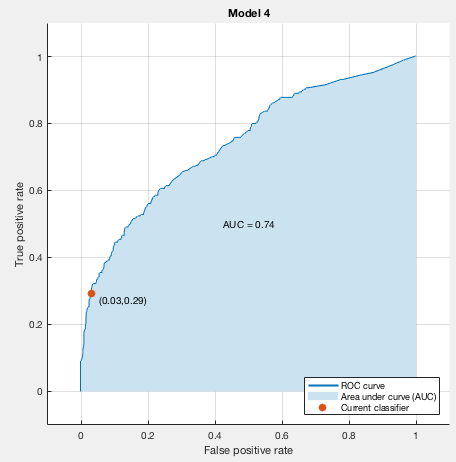 Model 4
1
0.8
0.6
0.4
0.2
0
True positive rate
AUC = 0.74
(0.03,0.29)
ROC curve
Area under curve (AUC)
Current classifier
0
0.2
0.4
0.6
0.8
1
False positive rate